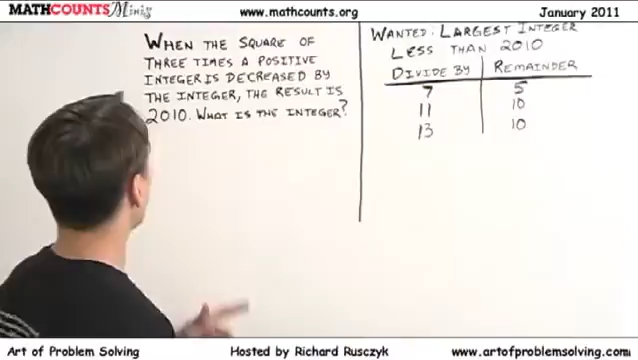 MATHCOUNTS Minis
www.mathcounts.org
January 2011
WHEN THE SQUARE OF
THREE TIMES A POSITIVE
INTEGER IS DECREASED BY
THE INTEGER, THE RESULT IS
2010. WHAT IS THE INTEGER?
WANTED: LARGEST INTEGER
LESS THAN 2010
DIVIDE BY REMAINDER
7 5
11 10
13 10
Art of Problem Solving
Hosted by Richard Rusczyk
www.artofproblemsolving.com